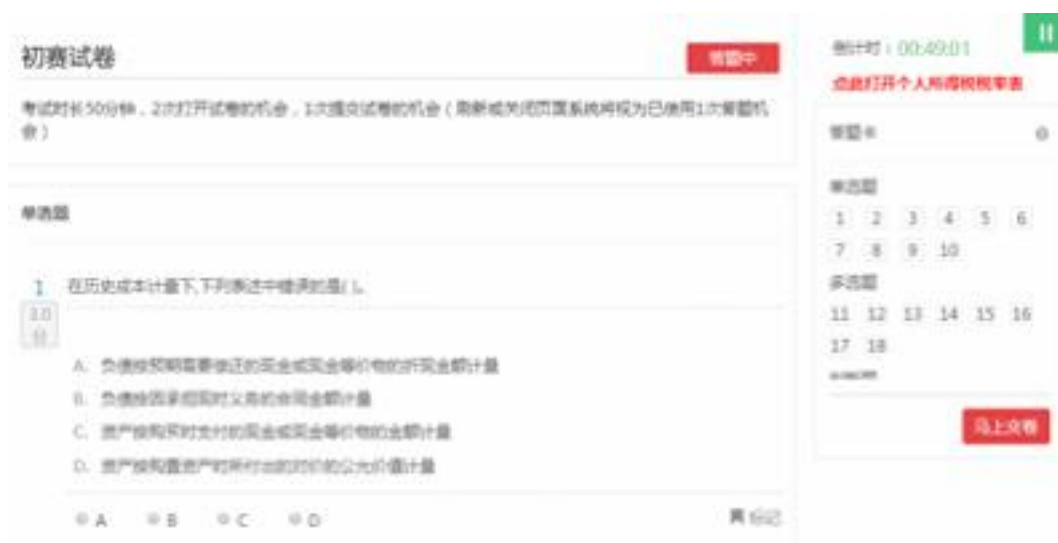 初赛试卷
答题中
考试时长50分钟，2次打开试卷的机会，1次提交试卷的机会（刷新或关闭页面系统将视为已使用1次答题机
会）
单选题
1 在历史成本计量下,下列表述中错误的是( )。
3.0
分
A. 负债按预期需要偿还的现金或现金等价物的折现金额计量
B. 负债按因承担现时义务的合同金额计量
C. 资产按购买时支付的现金或现金等价物的金额计量
D. 资产按购置资产时所付出的对价的公允价值计量
A B C D
标记
倒计时：00:49:01
点此打开个人所得税税率表
答题卡
单选题
1 2 3 4 5 6
7 8 9 10
多选题
11 12 13 14 15 16
17 18
马上交卷